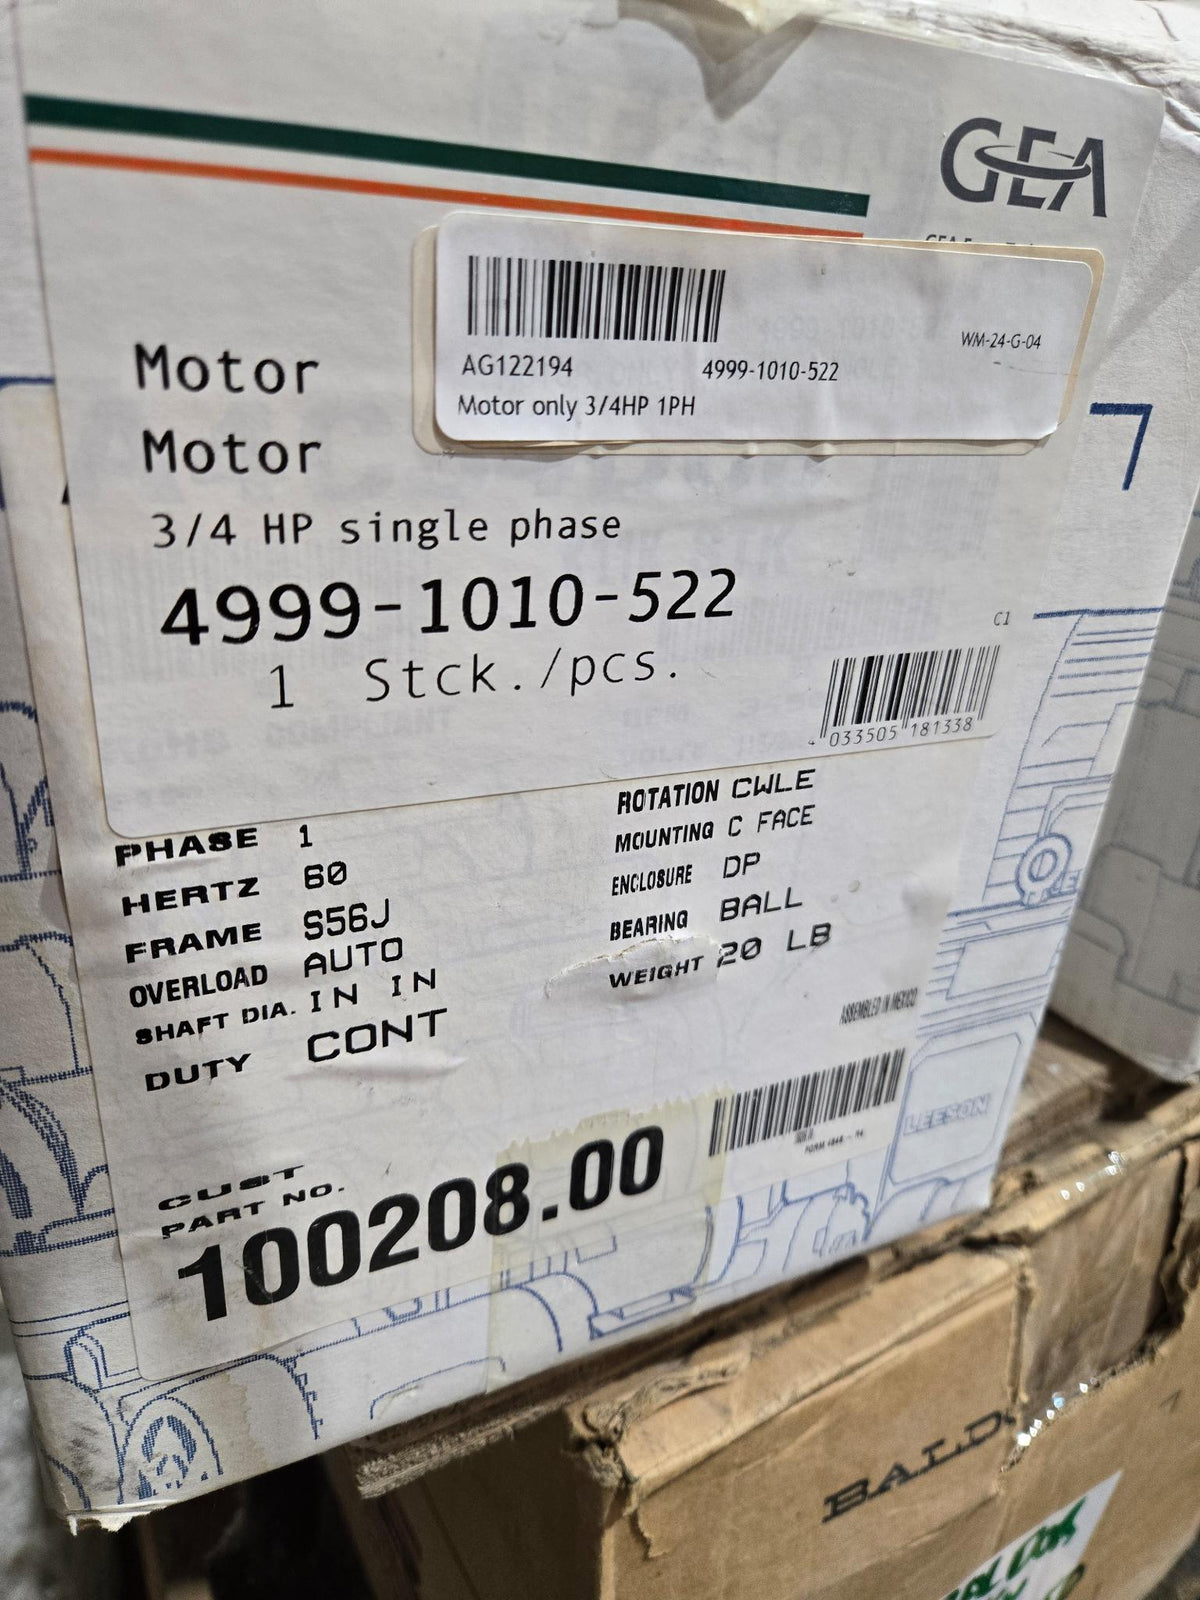 GEA
AG122194 4999-1010-522 WM-24-G-04
Motor only 3/4HP 1PH
Motor
Motor
3/4 HP single phase
4999-1010-522
1 Stck./pcs.
C1
4 033505 181338
PHASE 1
HERTZ 60
FRAME S56J
OVERLOAD AUTO
SHAFT DIA. IN IN
DUTY CONT
ROTATION CWLE
MOUNTING C FACE
ENCLOSURE DP
BEARING BALL
WEIGHT 20 LB
ASSEMBLED IN MEXICO
LEESON
CUST
PART NO.
100208.00
BALD